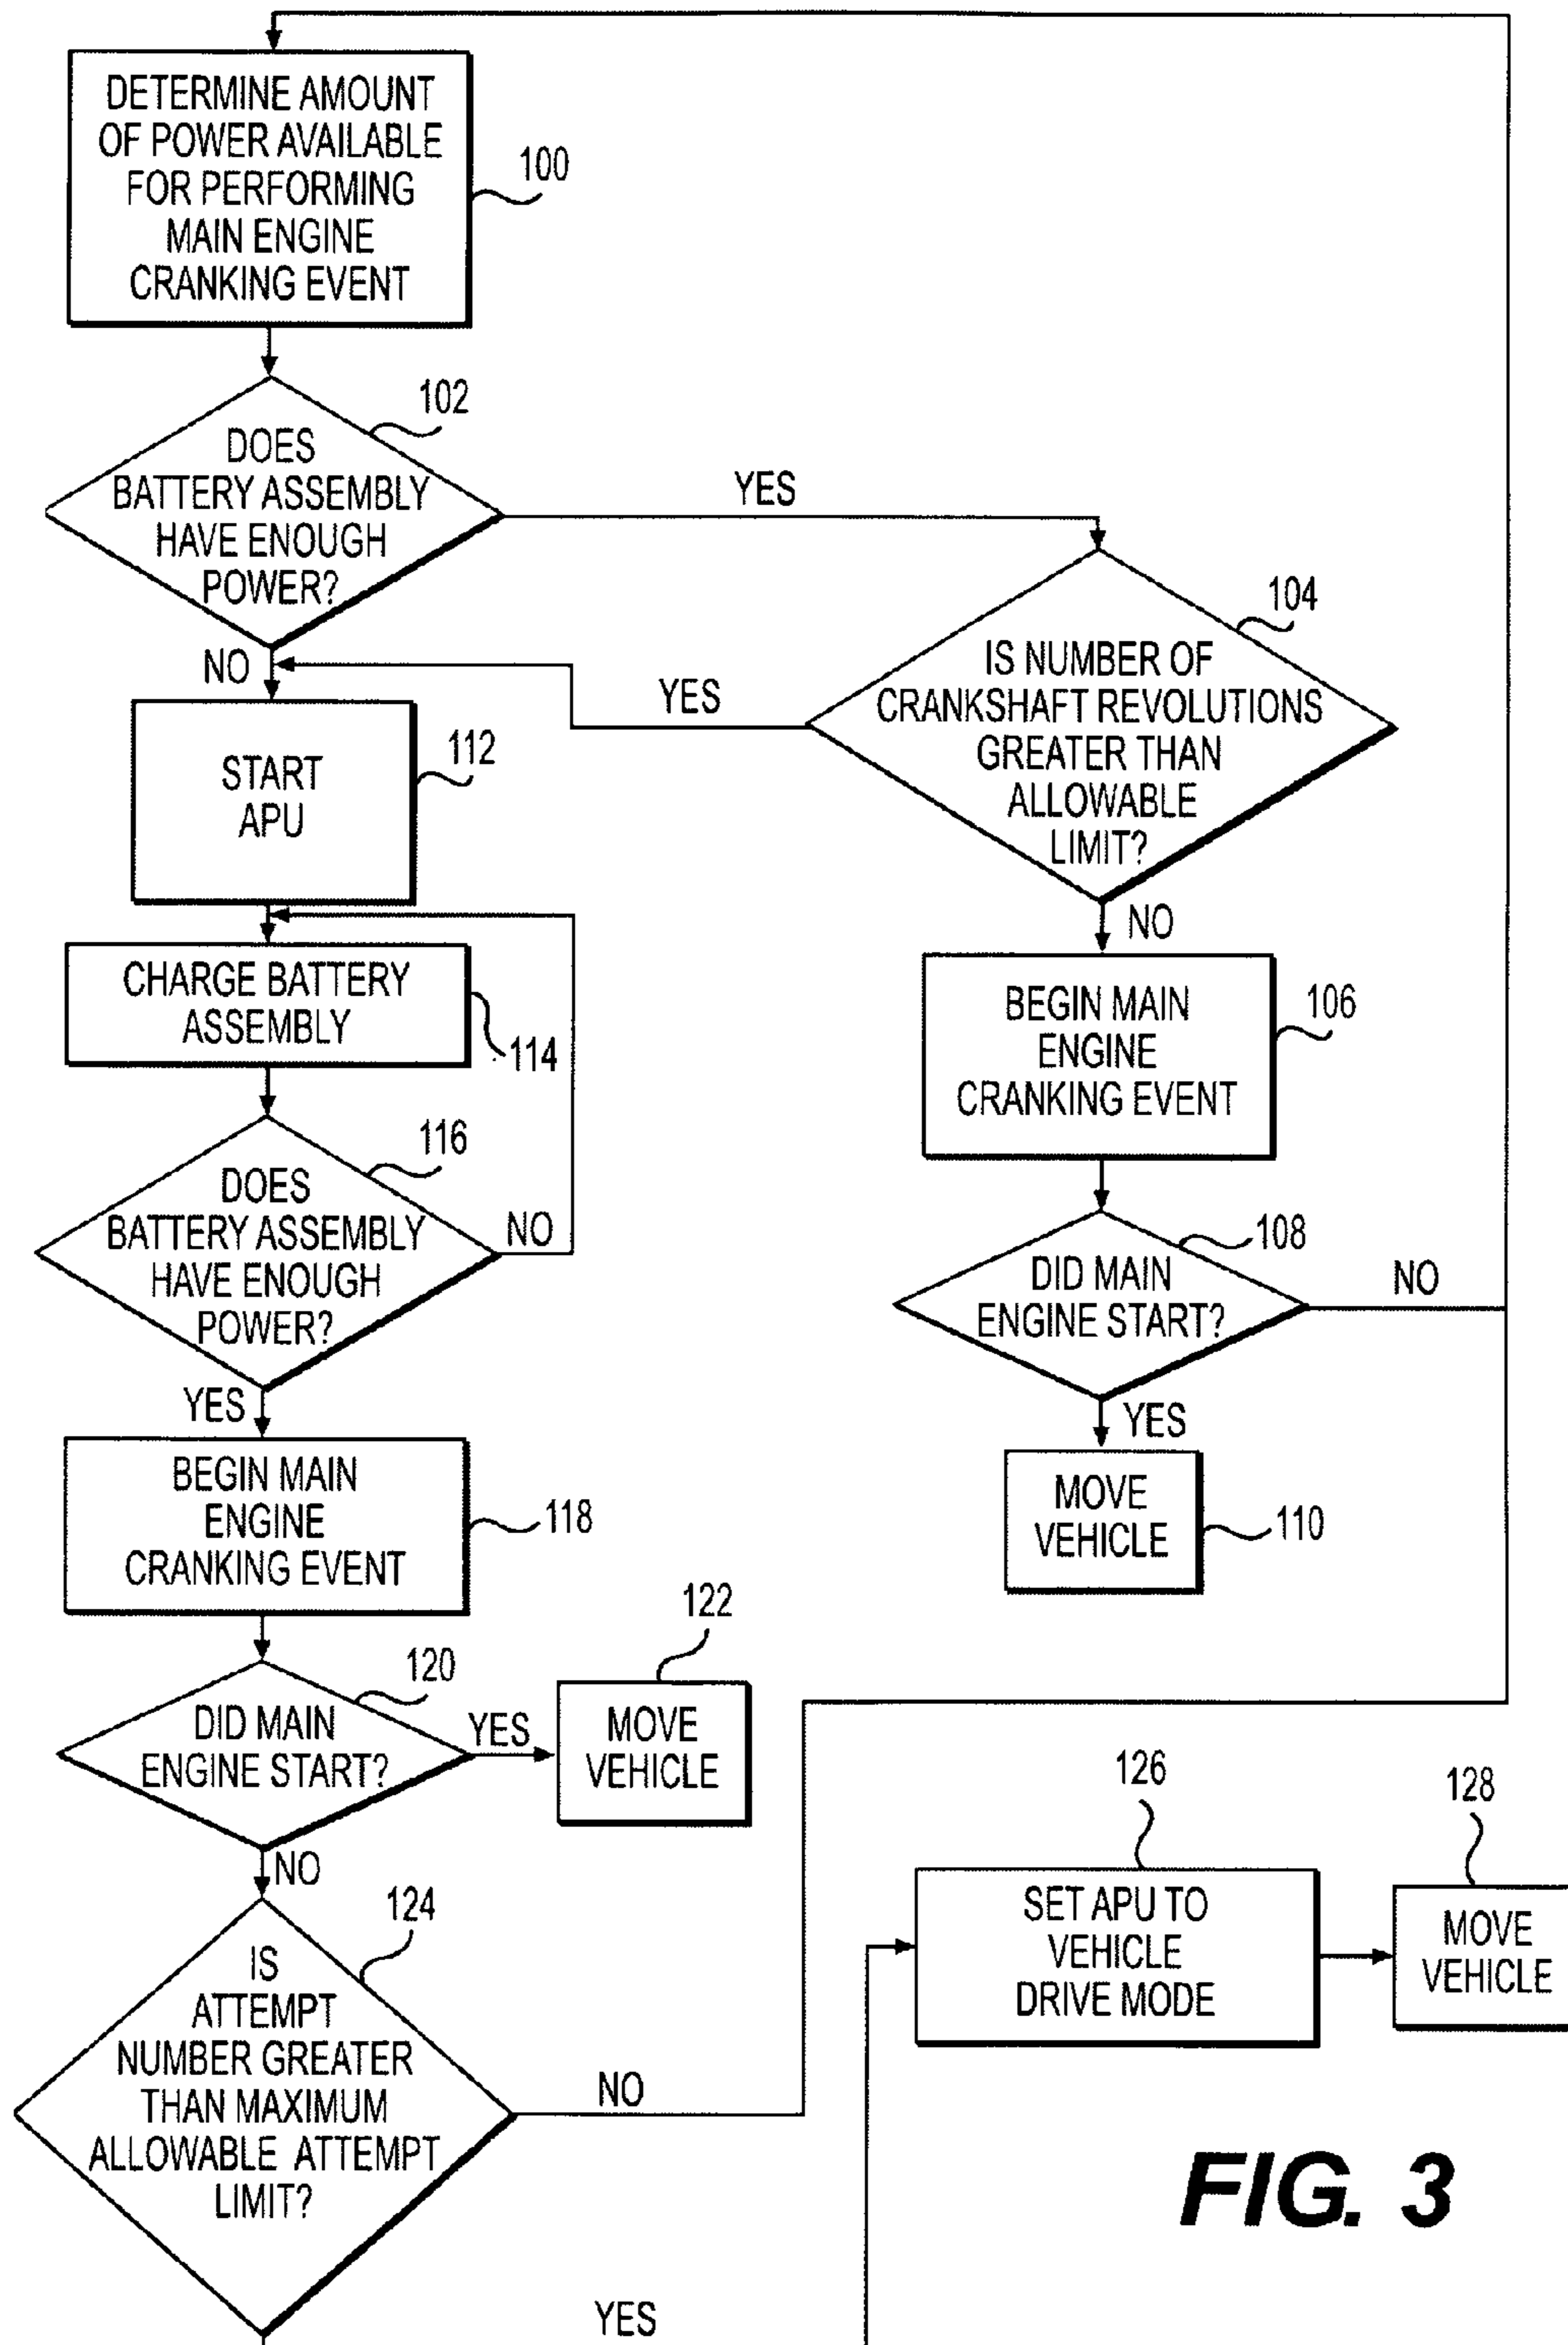 DETERMINE AMOUNT
OF POWER AVAILABLE
FOR PERFORMING
MAIN ENGINE
CRANKING EVENT
100
DOES
BATTERY ASSEMBLY
HAVE ENOUGH
POWER?
102
YES
NO
IS NUMBER OF
CRANKSHAFT REVOLUTIONS
GREATER THAN
ALLOWABLE
LIMIT?
104
YES
NO
START
APU
112
CHARGE BATTERY
ASSEMBLY
114
BEGIN MAIN
ENGINE
CRANKING EVENT
106
DOES
BATTERY ASSEMBLY
HAVE ENOUGH
POWER?
116
NO
YES
DID MAIN
ENGINE START?
108
NO
YES
MOVE
VEHICLE
110
BEGIN MAIN
ENGINE
CRANKING EVENT
118
DID MAIN
ENGINE START?
120
YES
NO
MOVE
VEHICLE
122
IS
ATTEMPT
NUMBER GREATER
THAN MAXIMUM
ALLOWABLE ATTEMPT
LIMIT?
124
NO
YES
SET APU TO
VEHICLE
DRIVE MODE
126
MOVE
VEHICLE
128
FIG. 3